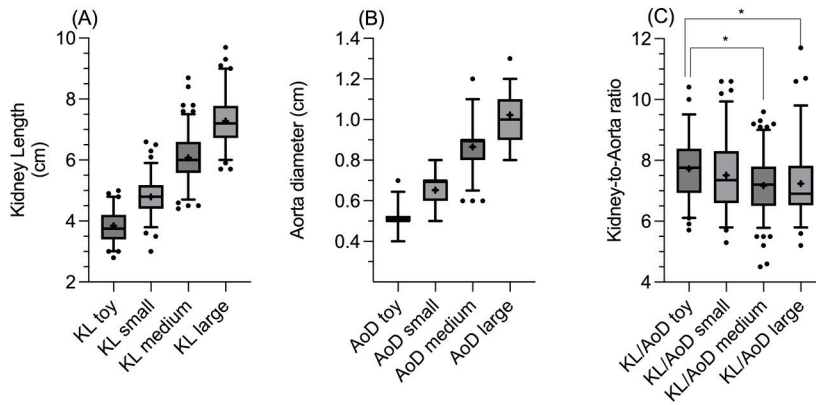 (A)
Kidney Length
(cm)
10
8
6
4
2
KL toy
KL small
KL medium
KL large
(B)
Aorta diameter (cm)
1.4
1.2
1.0
0.8
0.6
0.4
AoD toy
AoD small
AoD medium
AoD large
(C)
Kidney-to-Aorta ratio
12
10
8
6
4
*
*
KL/AoD toy
KL/AoD small
KL/AoD medium
KL/AoD large